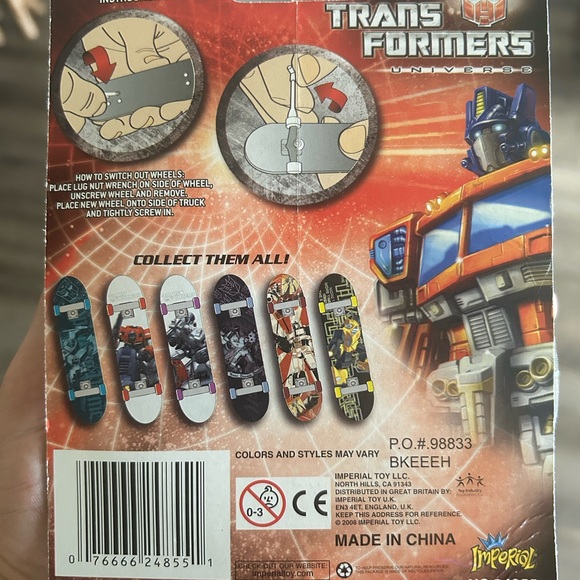 TRANS
FORMERS
UNIVERSE
HOW TO SWITCH OUT WHEELS:
PLACE LUG NUT WRENCH ON SIDE OF WHEEL,
UNSCREW WHEEL AND REMOVE.
PLACE NEW WHEEL ONTO SIDE OF TRUCK
AND TIGHTLY SCREW IN.
COLLECT THEM ALL!
COLORS AND STYLES MAY VARY
P.O.#.98833
BKEEEH
0-3
CE
IMPERIAL TOY LLC.
NORTH HILLS, CA 91343
DISTRIBUTED IN GREAT BRITAIN BY:
IMPERIAL TOY U.K.
EN3 4ET, ENGLAND, U.K.
KEEP THIS ADDRESS FOR REFERENCE.
© 2008 IMPERIAL TOY LLC.
MADE IN CHINA
0 76666 24855 1
CHECK OUT OUR WEBSITE:
imperialtoy.com
IMPERIAL